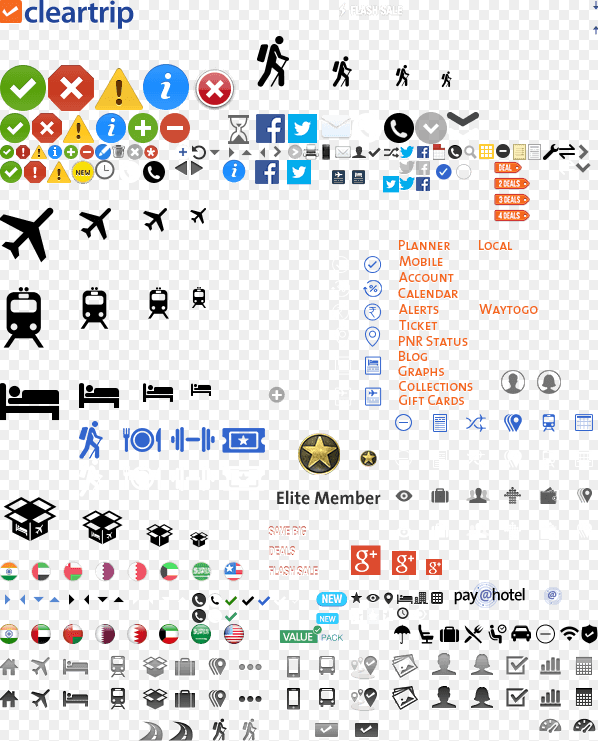 cleartrip
FLASH SALE
NEW
DEAL
2 DEALS
3 DEALS
4 DEALS
Planner Local
Mobile
Account
Calendar
Alerts Waytogo
Ticket
PNR Status
Blog
Graphs
Collections
Gift Cards
Elite Member
SAVE BIG
DEALS
FLASH SALE
g+ g+ g+
pay@hotel @
NEW
NEW
VALUE PACK